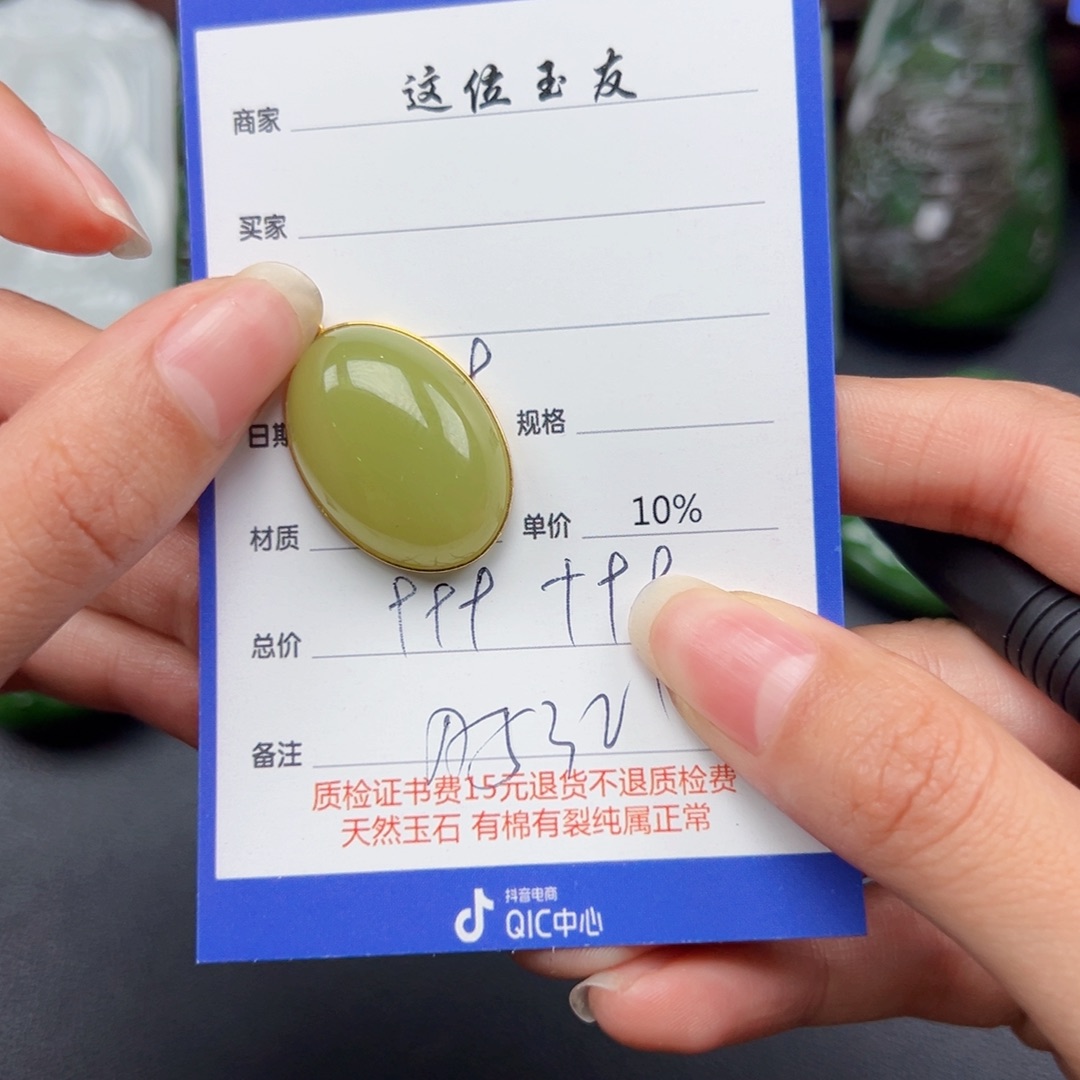 商家 这位玉友
买家
日期 规格
材质 单价 10%
总价
备注
质检证书费15元退货不退质检费
天然玉石 有棉有裂纯属正常
抖音电商
QIC中心